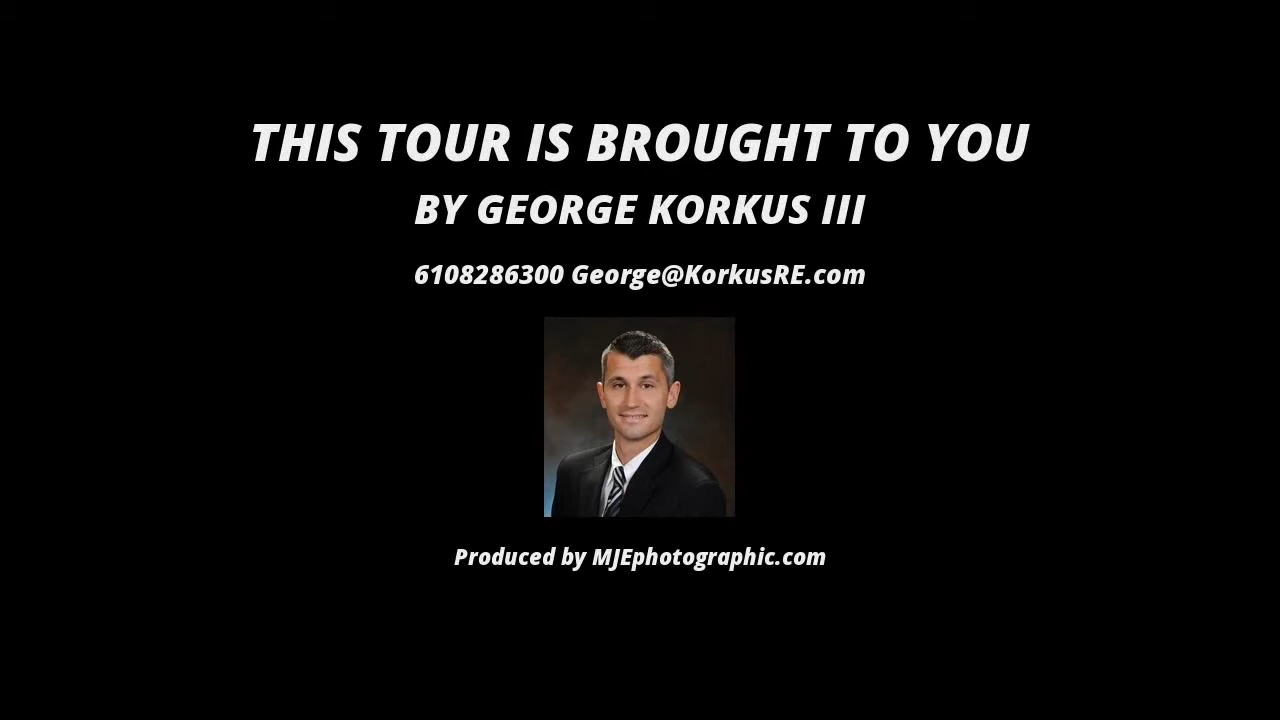 THIS TOUR IS BROUGHT TO YOU
BY GEORGE KORKUS III
6108286300 George@KorkusRE.com
Produced by MJEphotographic.com